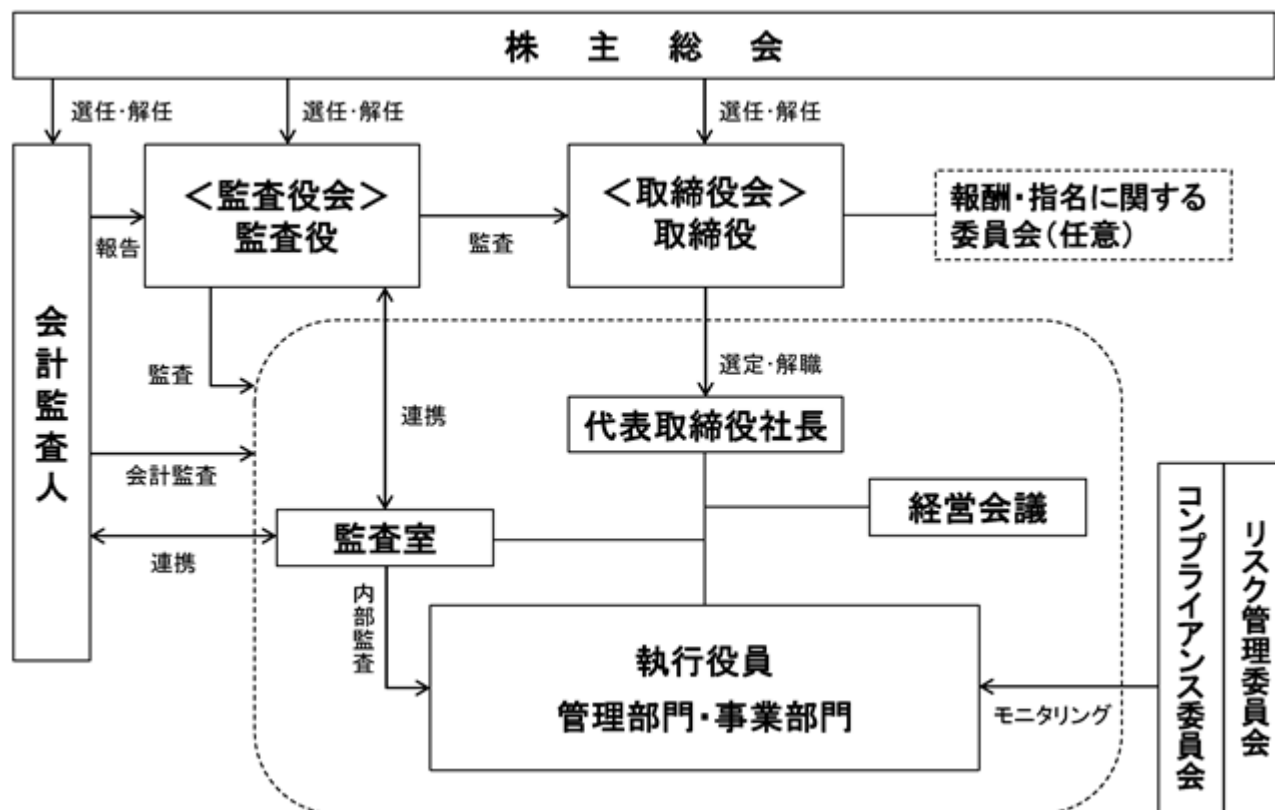 株主総会
選任・解任
選任・解任
選任・解任
＜監査役会＞
監査役
＜取締役会＞
取締役
報酬・指名に関する
委員会（任意）
報告
監査
会計監査人
監査
選定・解職
連携
代表取締役社長
会計監査
経営会議
監査室
連携
内部監査
執行役員
管理部門・事業部門
モニタリング
コンプライアンス委員会
リスク管理委員会